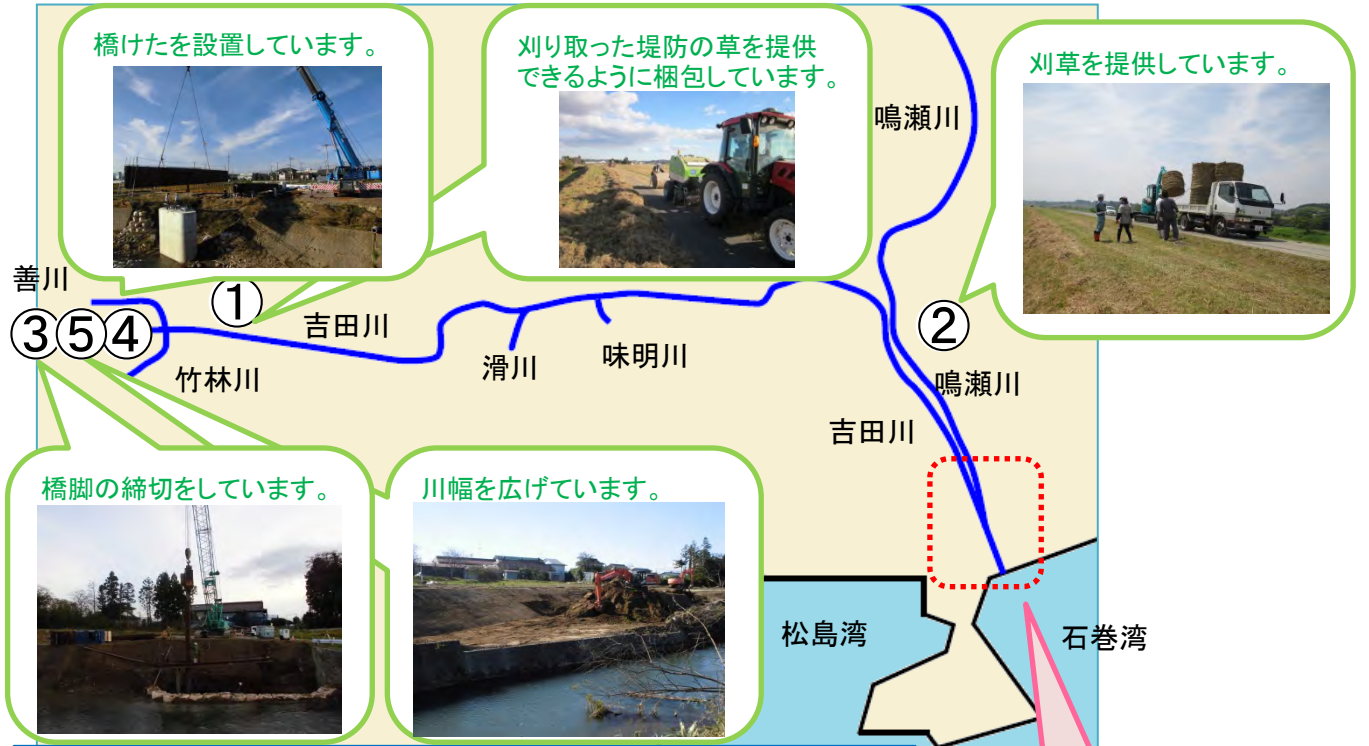 橋けたを設置しています。
刈り取った堤防の草を提供
できるように梱包しています。
刈草を提供しています。
鳴瀬川
善川
①
吉田川
③⑤④
②
滑川
味明川
竹林川
鳴瀬川
吉田川
橋脚の締切をしています。
川幅を広げています。
松島湾
石巻湾